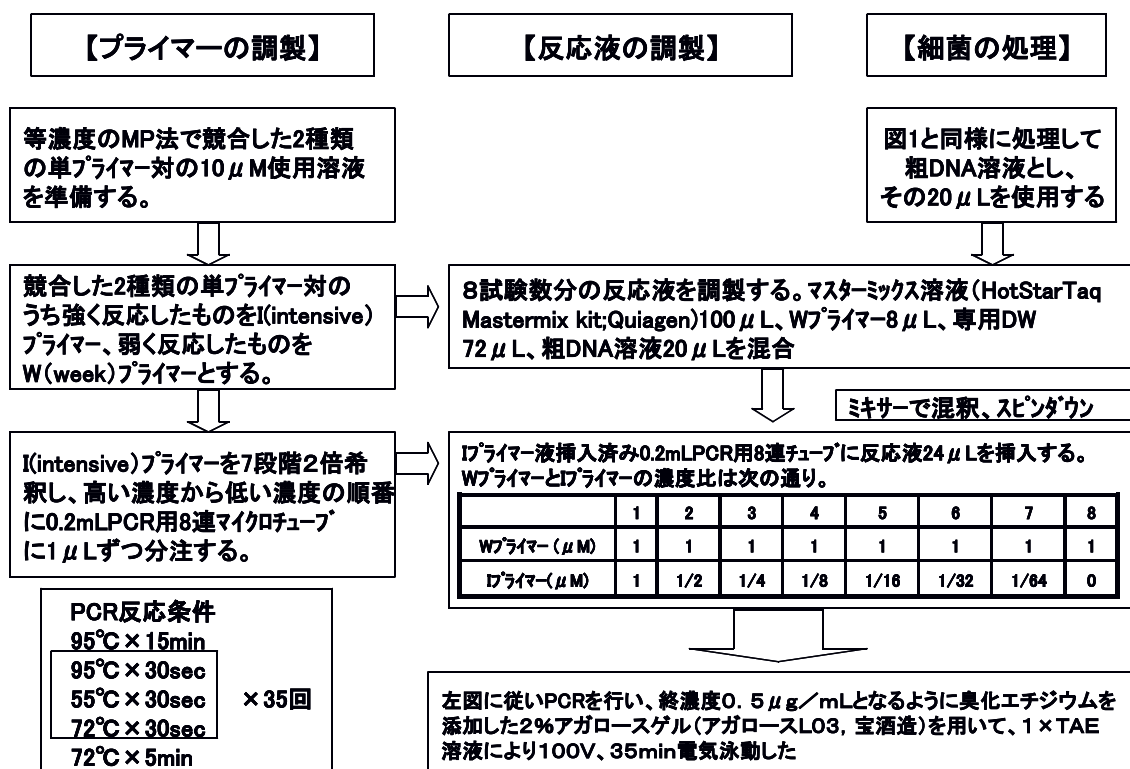 【プライマーの調製】
等濃度のMP法で競合した2種類
の単プライマー対の10μM使用溶液
を準備する。
競合した2種類の単プライマー対の
うち強く反応したものをI(intensive)
プライマー、弱く反応したものを
W(week)プライマーとする。
I(intensive)プライマーを7段階2倍希
釈し、高い濃度から低い濃度の順番
に0.2mLPCR用8連マイクロチューブ
に1μLずつ分注する。
PCR反応条件
95℃×15min
95℃×30sec
55℃×30sec ×35回
72℃×30sec
72℃×5min
【反応液の調製】
8試験数分の反応液を調製する。マスターミックス溶液(HotStarTaq
Mastermix kit;Quiagen)100μL、Wプライマー8μL、専用DW
72μL、粗DNA溶液20μLを混合
ミキサーで混釈、スピンダウン
Iプライマー液挿入済み0.2mLPCR用8連チューブに反応液24μLを挿入する。
WプライマーとIプライマーの濃度比は次の通り。
1 2 3 4 5 6 7 8
Wプライマー(μM) 1 1 1 1 1 1 1 1
Iプライマー(μM) 1 1/2 1/4 1/8 1/16 1/32 1/64 0
左図に従いPCRを行い、終濃度0.5μg/mLとなるように臭化エチジウムを
添加した2%アガロースゲル(アガロースL03,宝酒造)を用いて、1×TAE
溶液により100V、35min電気泳動した
【細菌の処理】
図1と同様に処理して
粗DNA溶液とし、
その20μLを使用する